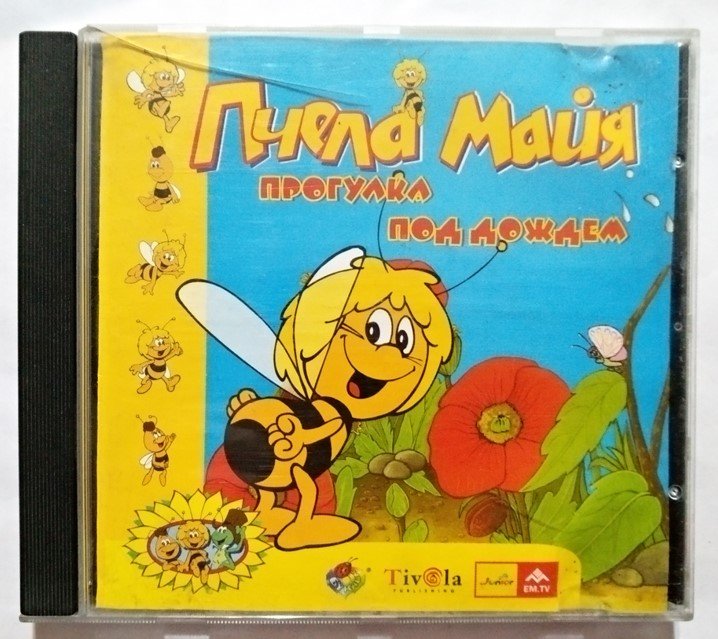 Пчела Майя
ПРОГУЛКА
ПОД ДОЖДЕМ
Tivola
PUBLISHING
Junior
EM.TV